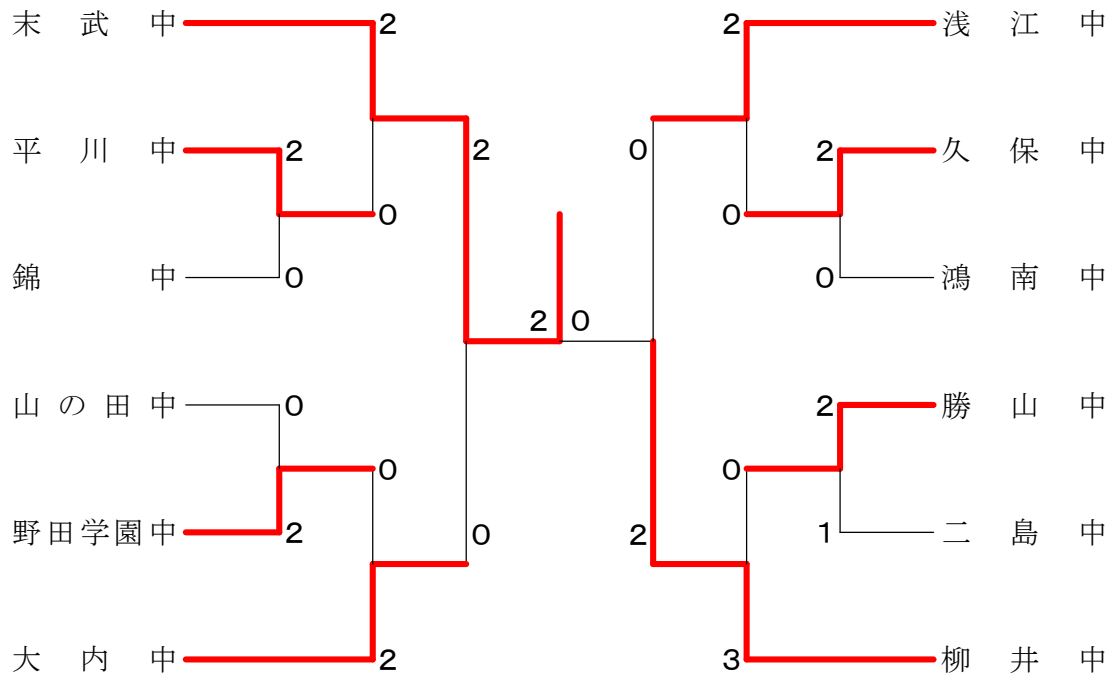 末武中 2 2 浅江中
平川中 2 2 0 2 久保中
0 0
錦中 0 0 鴻南中
2 0
山の田中 0 2 勝山中
0 0
野田学園中 2 0 2 1 二島中
大内中 2 3 柳井中